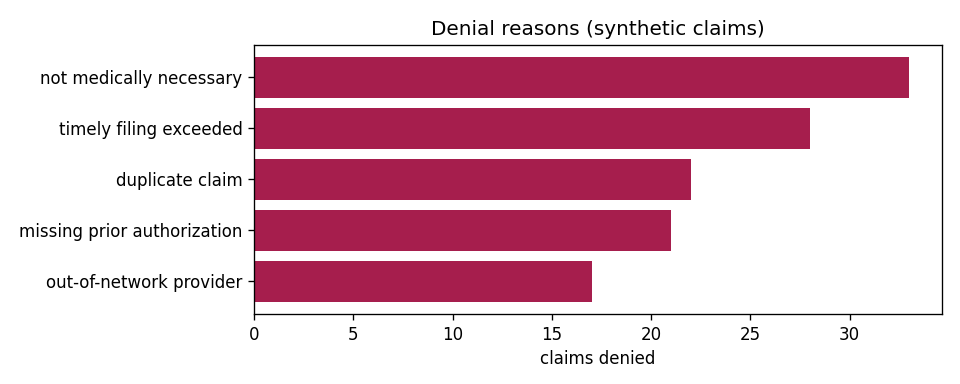 Denial reasons (synthetic claims)
not medically necessary
timely filing exceeded
duplicate claim
missing prior authorization
out-of-network provider
0 5 10 15 20 25 30
claims denied